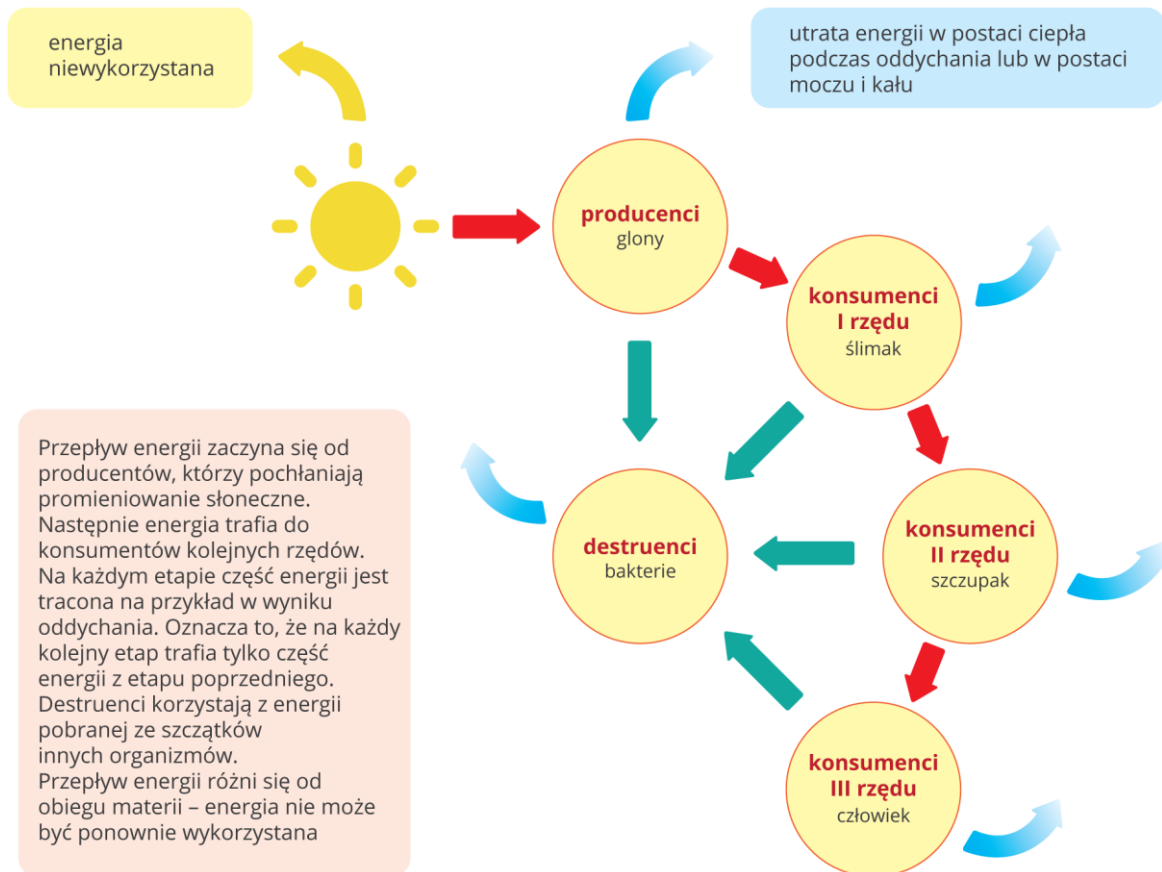 energia
niewykorzystana
utrata energii w postaci ciepła
podczas oddychania lub w postaci
moczu i kału
producenci
glony
konsumenci
I rzędu
ślimak
Przepływ energii zaczyna się od
producentów, którzy pochłaniają
promieniowanie słoneczne.
Następnie energia trafia do
konsumentów kolejnych rzędów.
Na każdym etapie część energii jest
tracona na przykład w wyniku
oddychania. Oznacza to, że na każdy
kolejny etap trafia tylko część
energii z etapu poprzedniego.
Destruenci korzystają z energii
pobranej ze szczątków
innych organizmów.
Przepływ energii różni się od
obiegu materii – energia nie może
być ponownie wykorzystana
destruenci
bakterie
konsumenci
II rzędu
szczupak
konsumenci
III rzędu
człowiek